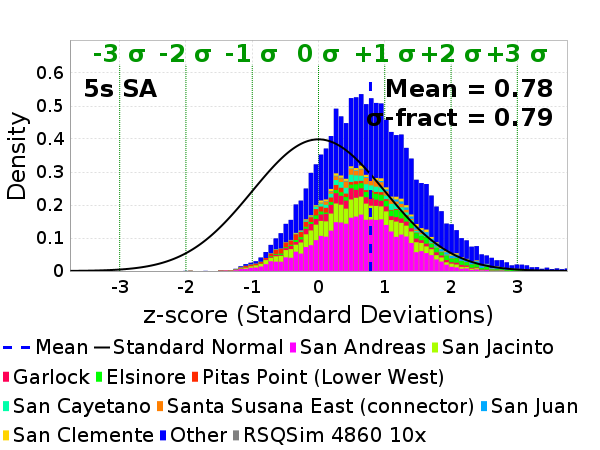 -3 σ -2 σ -1 σ 0 σ +1 σ +2 σ +3 σ
5s SA
Mean = 0.78
σ-fract = 0.79
Density
0.6
0.5
0.4
0.3
0.2
0.1
0
-3 -2 -1 0 1 2 3
z-score (Standard Deviations)
Mean Standard Normal San Andreas San Jacinto
Garlock Elsinore Pitas Point (Lower West)
San Cayetano Santa Susana East (connector) San Juan
San Clemente Other RSQSim 4860 10x